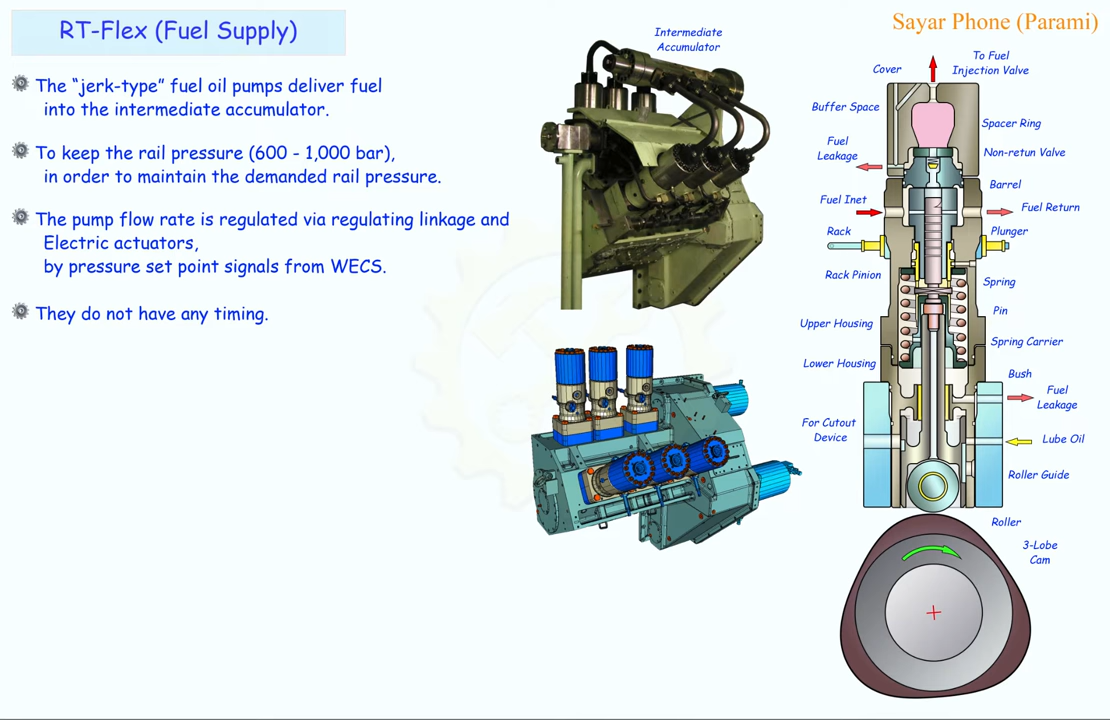 RT-Flex (Fuel Supply)
Sayar Phone (Parami)
The “jerk-type” fuel oil pumps deliver fuel
into the intermediate accumulator.
To keep the rail pressure (600 - 1,000 bar),
in order to maintain the demanded rail pressure.
The pump flow rate is regulated via regulating linkage and
Electric actuators,
by pressure set point signals from WECS.
They do not have any timing.
Intermediate
Accumulator
Cover
To Fuel
Injection Valve
Buffer Space
Spacer Ring
Fuel
Leakage
Non-retun Valve
Barrel
Fuel Inet
Fuel Return
Rack
Plunger
Rack Pinion
Spring
Pin
Upper Housing
Spring Carrier
Lower Housing
Bush
Fuel
Leakage
For Cutout
Device
Lube Oil
Roller Guide
Roller
3-Lobe
Cam